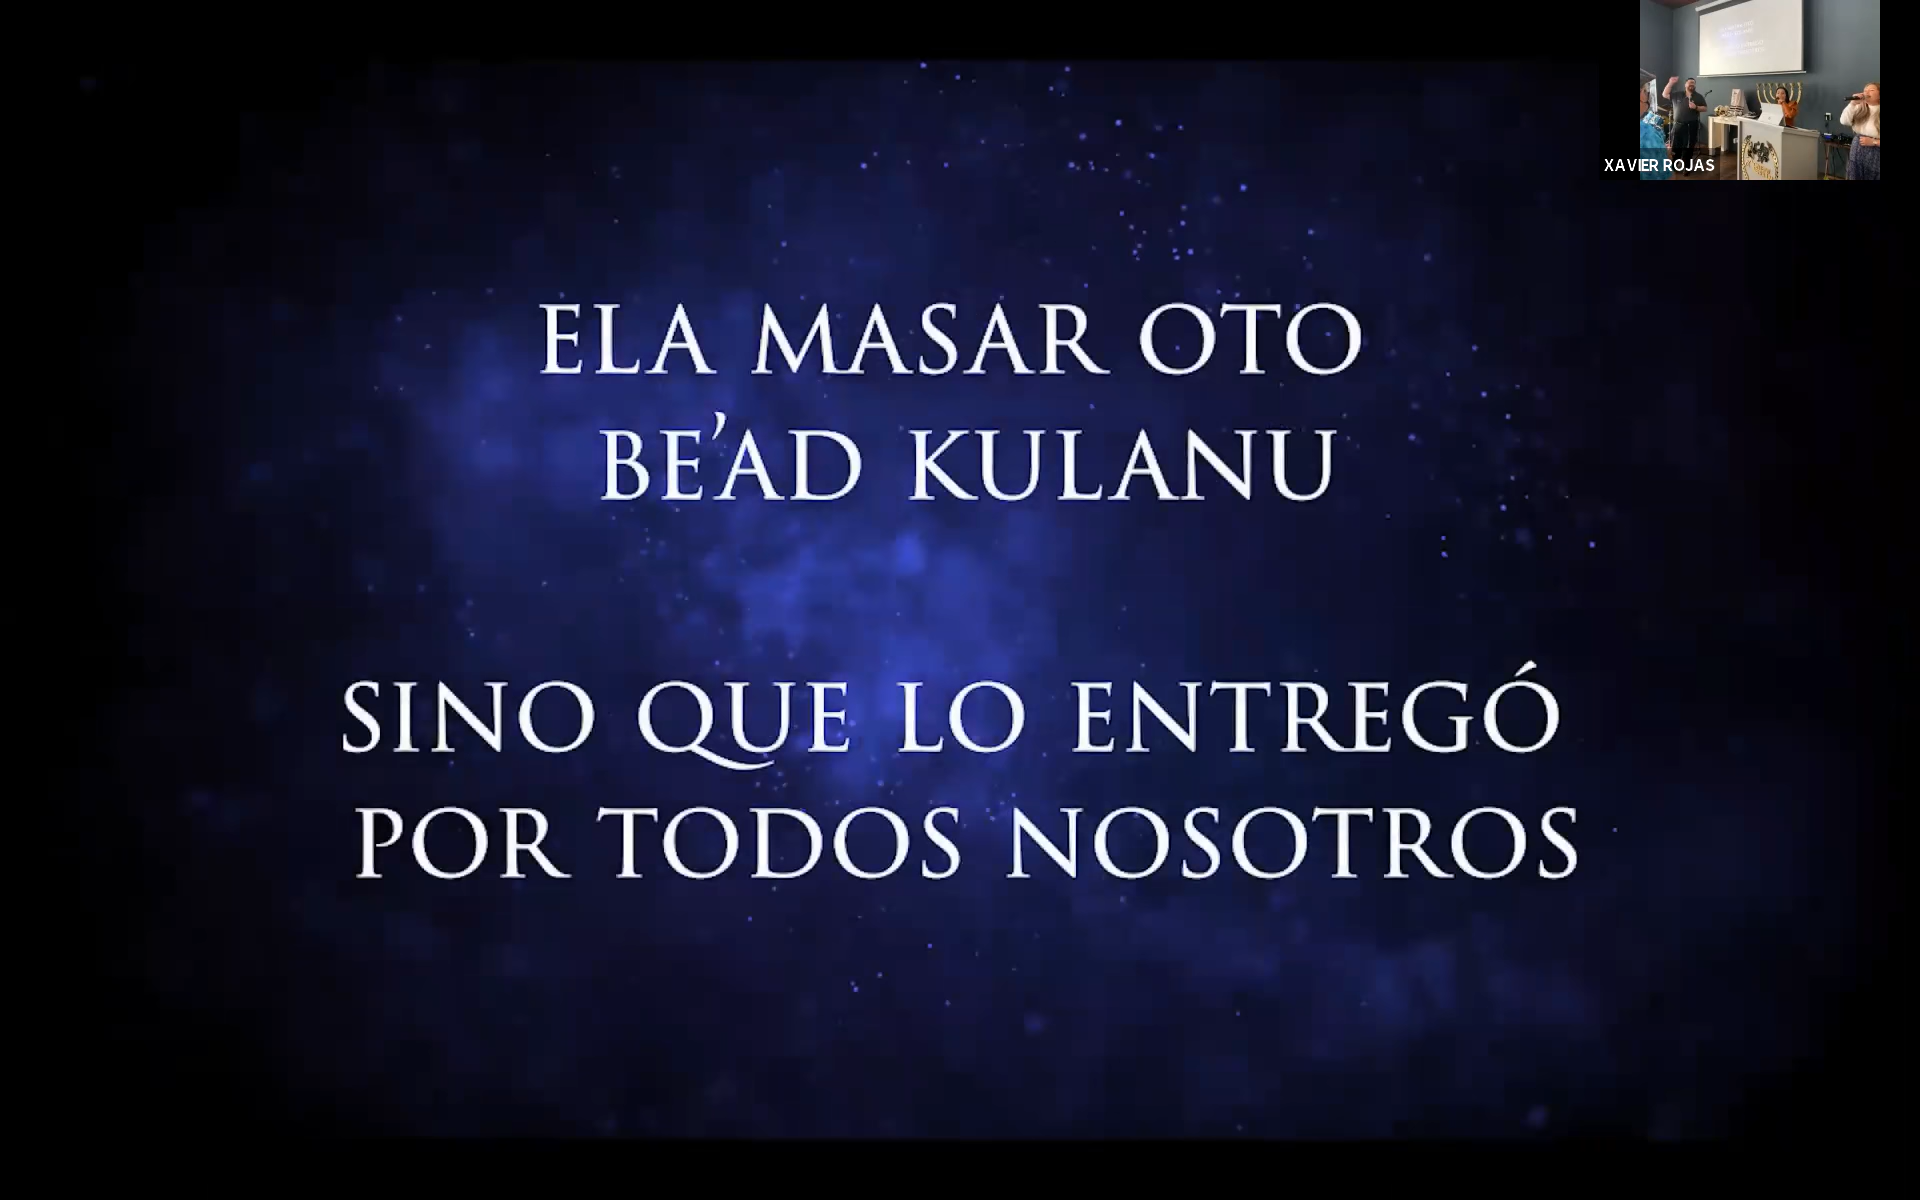 XAVIER ROJAS
ELA MASAR OTO
BE’AD KULANU
SINO QUE LO ENTREGÓ
POR TODOS NOSOTROS